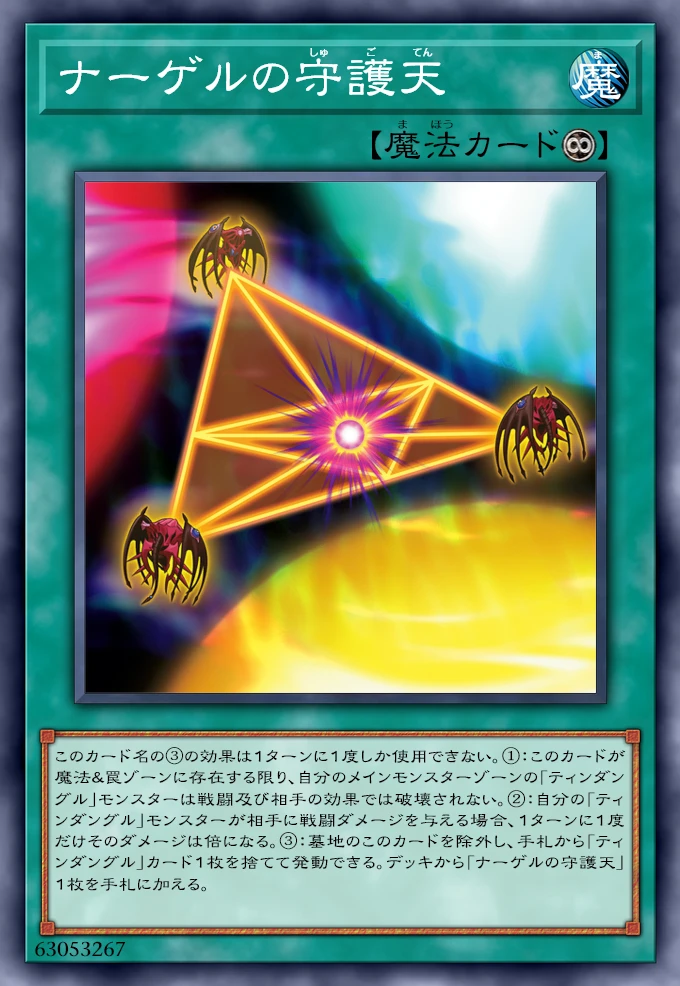 ナーゲルの守護天
しゅごてん
魔
ま
【魔法カード】
まほう
このカード名の③の効果は1ターンに1度しか使用できない。①:このカードが
魔法&罠ゾーンに存在する限り、自分のメインモンスターゾーンの「ティンダン
グル」モンスターは戦闘及び相手の効果では破壊されない。②:自分の「ティ
ンダングル」モンスターが相手に戦闘ダメージを与える場合、1ターンに1度
だけそのダメージは倍になる。③:墓地のこのカードを除外し、手札から「ティ
ンダングル」カード1枚を捨てて発動できる。デッキから「ナーゲルの守護天」
1枚を手札に加える。
63053267